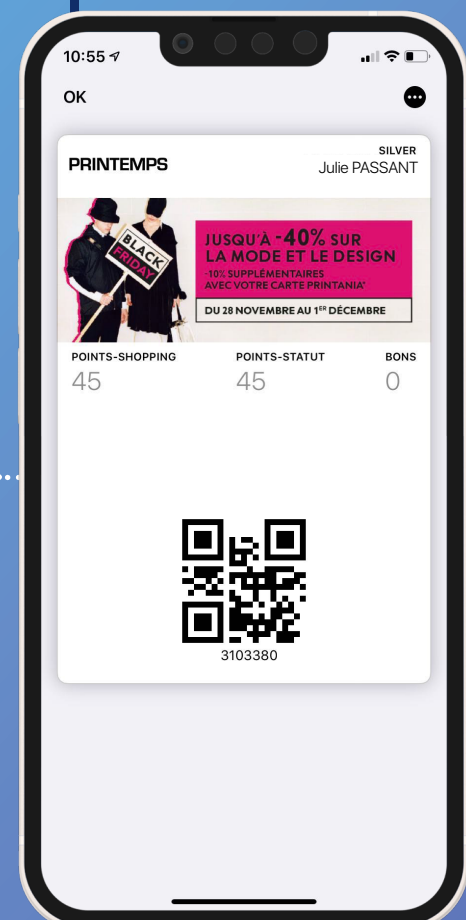 10:55
OK
PRINTEMPS
SILVER
Julie PASSANT
BLACK
FRIDAY
JUSQU'À -40% SUR
LA MODE ET LE DESIGN
-10% SUPPLÉMENTAIRES
AVEC VOTRE CARTE PRINTANIA*
DU 28 NOVEMBRE AU 1ER DÉCEMBRE
POINTS-SHOPPING POINTS-STATUT BONS
45 45 0
3103380